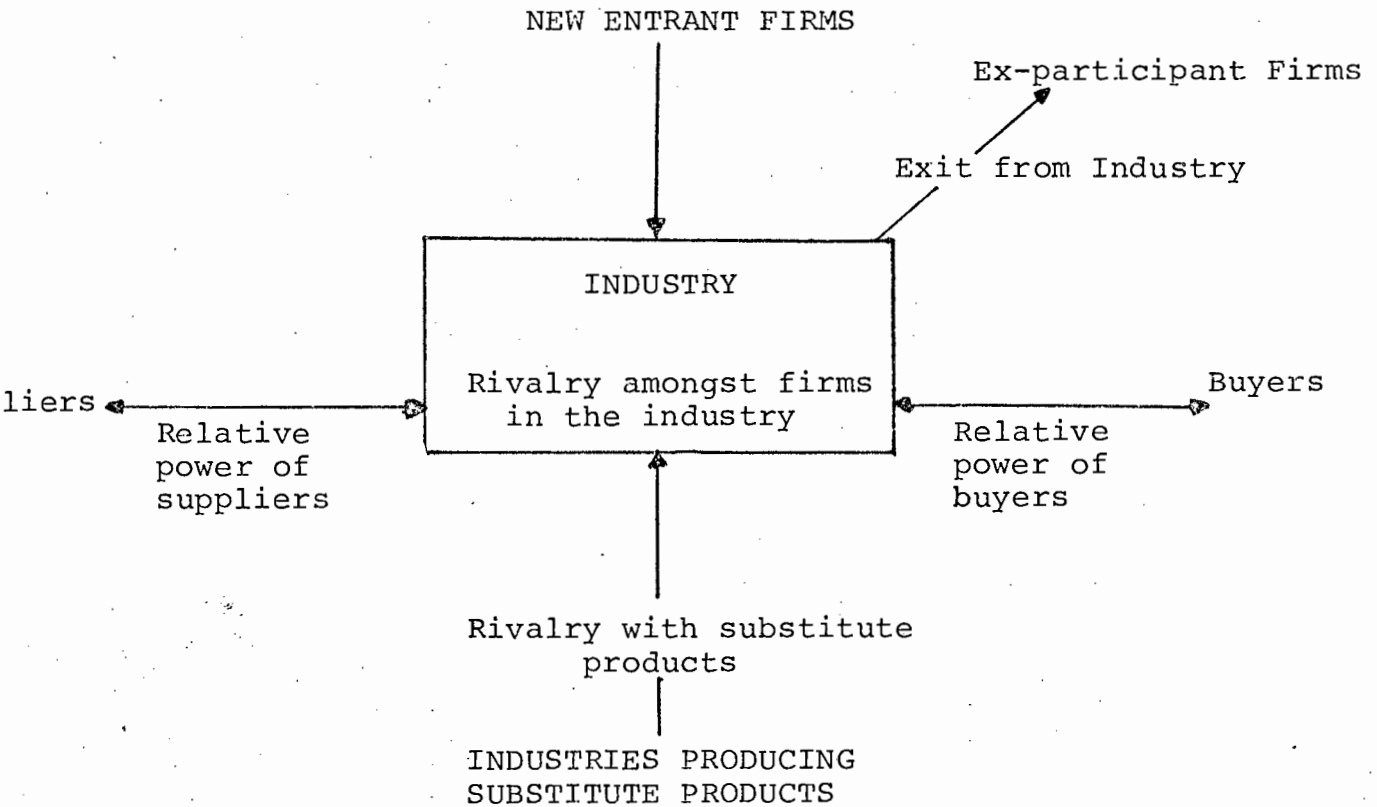 NEW ENTRANT FIRMS
Ex-participant Firms
Exit from Industry
INDUSTRY
Rivalry amongst firms
in the industry
liers
Relative
power of
suppliers
Buyers
Relative
power of
buyers
Rivalry with substitute
products
INDUSTRIES PRODUCING
SUBSTITUTE PRODUCTS